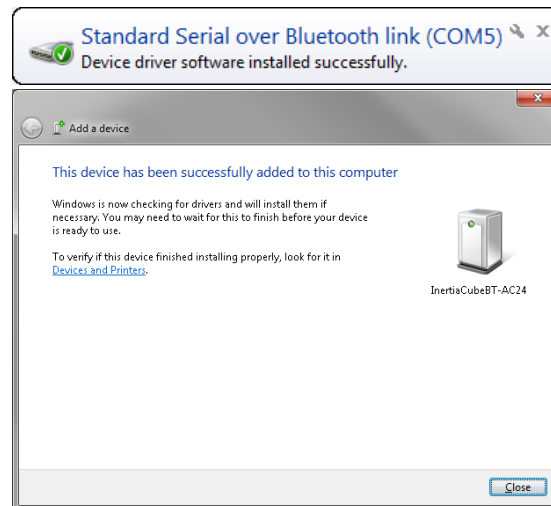 Standard Serial over Bluetooth link (COM5)
Device driver software installed successfully.
Add a device
This device has been successfully added to this computer
Windows is now checking for drivers and will install them if
necessary. You may need to wait for this to finish before your device
is ready to use.
To verify if this device finished installing properly, look for it in
Devices and Printers.
InertiaCubeBT-AC24
Close